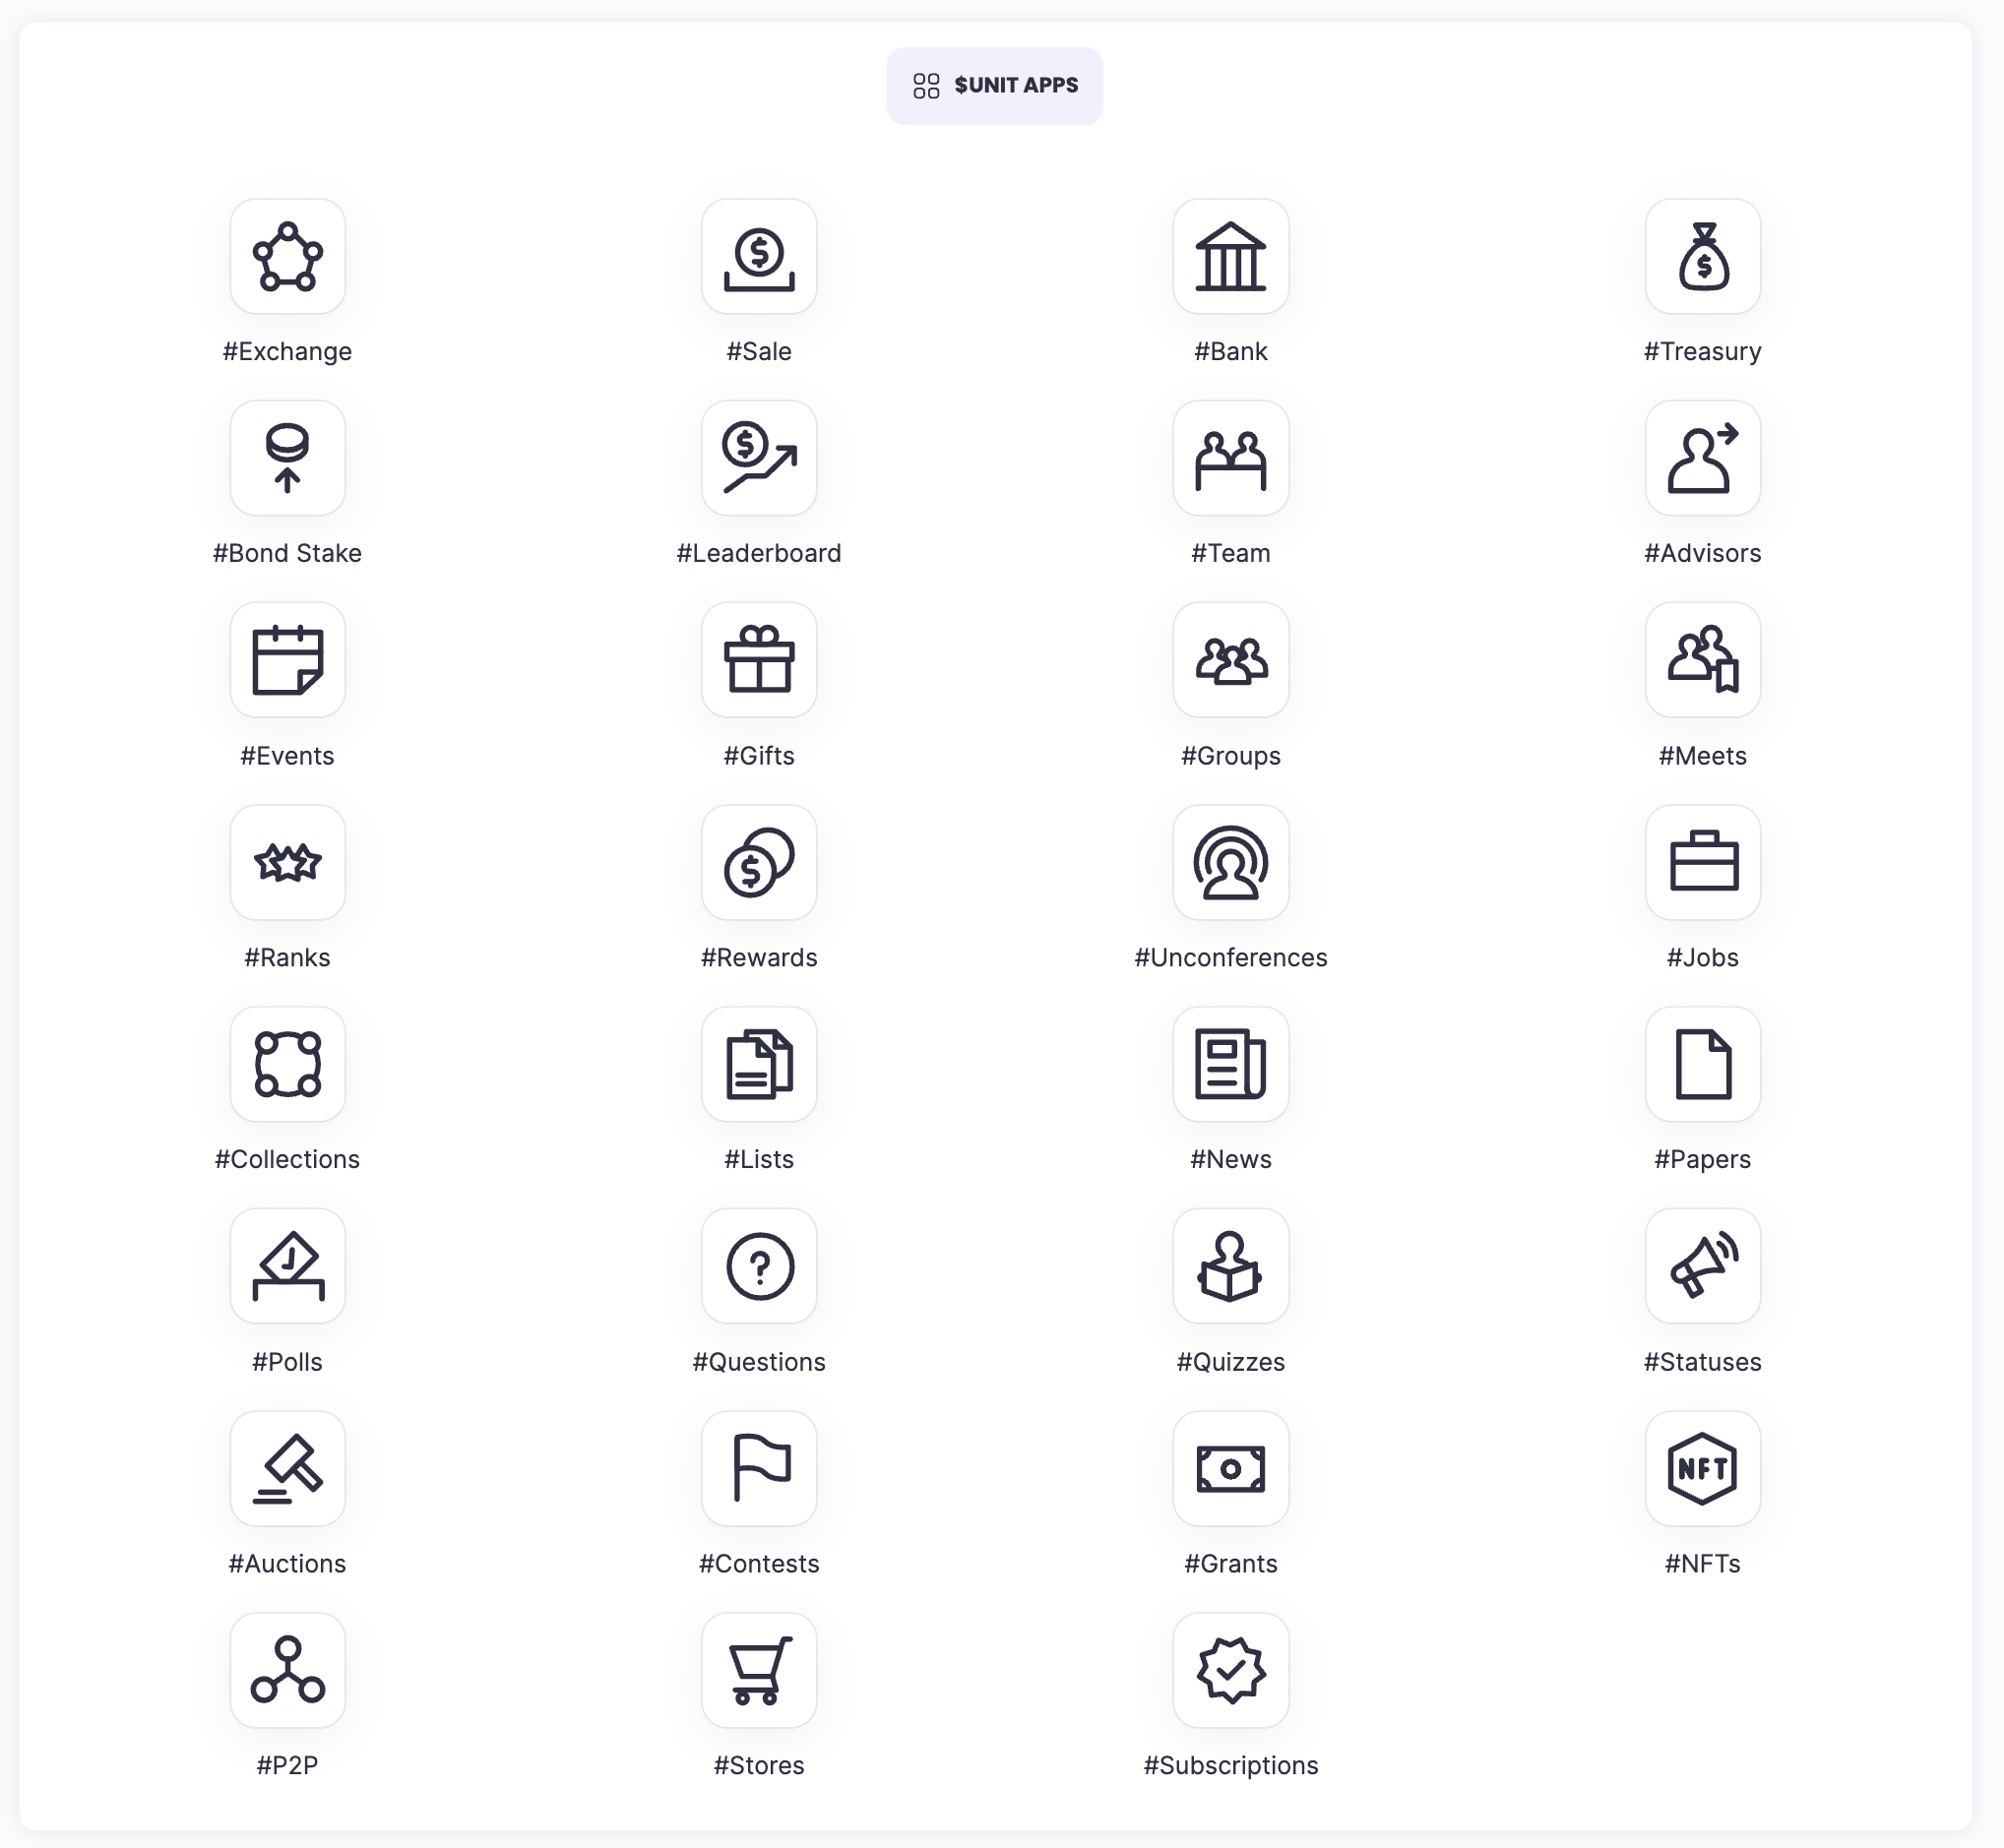 $UNIT APPS
#Exchange
#Sale
#Bank
#Treasury
#Bond Stake
#Leaderboard
#Team
#Advisors
#Events
#Gifts
#Groups
#Meets
#Ranks
#Rewards
#Unconferences
#Jobs
#Collections
#Lists
#News
#Papers
#Polls
#Questions
#Quizzes
#Statuses
NFT
#Auctions
#Contests
#Grants
#NFTs
#P2P
#Stores
#Subscriptions